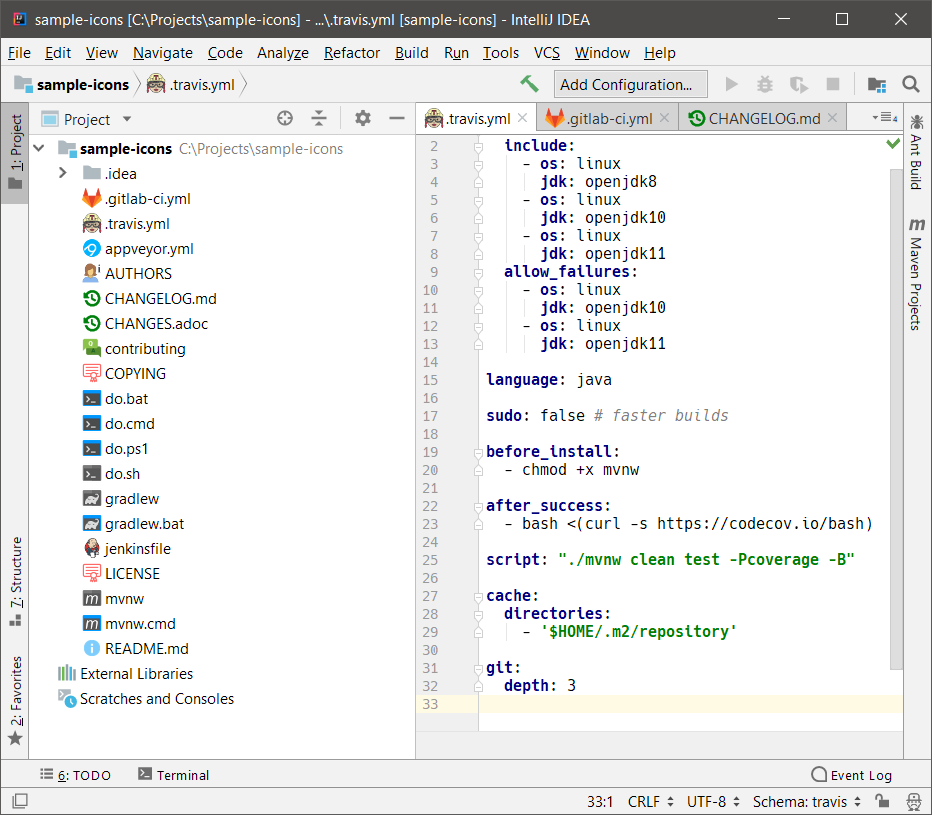 sample-icons [C:\Projects\sample-icons] - ...\.travis.yml [sample-icons] - IntelliJ IDEA
File Edit View Navigate Code Analyze Refactor Build Run Tools VCS Window Help
sample-icons .travis.yml Add Configuration...
1: Project
7: Structure
2: Favorites
Project
sample-icons C:\Projects\sample-icons
.idea
.gitlab-ci.yml
.travis.yml
appveyor.yml
AUTHORS
CHANGELOG.md
CHANGES.adoc
contributing
COPYING
do.bat
do.cmd
do.ps1
do.sh
gradlew
gradlew.bat
jenkinsfile
LICENSE
mvnw
mvnw.cmd
README.md
External Libraries
Scratches and Consoles
.travis.yml .gitlab-ci.yml CHANGELOG.md 4
2 include:
3 - os: linux
4 jdk: openjdk8
5 - os: linux
6 jdk: openjdk10
7 - os: linux
8 jdk: openjdk11
9 allow_failures:
10 - os: linux
11 jdk: openjdk10
12 - os: linux
13 jdk: openjdk11
14
15 language: java
16
17 sudo: false # faster builds
18
19 before_install:
20 - chmod +x mvnw
21
22 after_success:
23 - bash <(curl -s https://codecov.io/bash)
24
25 script: "./mvnw clean test -Pcoverage -B"
26
27 cache:
28 directories:
29 - '$HOME/.m2/repository'
30
31 git:
32 depth: 3
33
Ant Build
m Maven Projects
6: TODO Terminal Event Log
33:1 CRLF UTF-8 Schema: travis